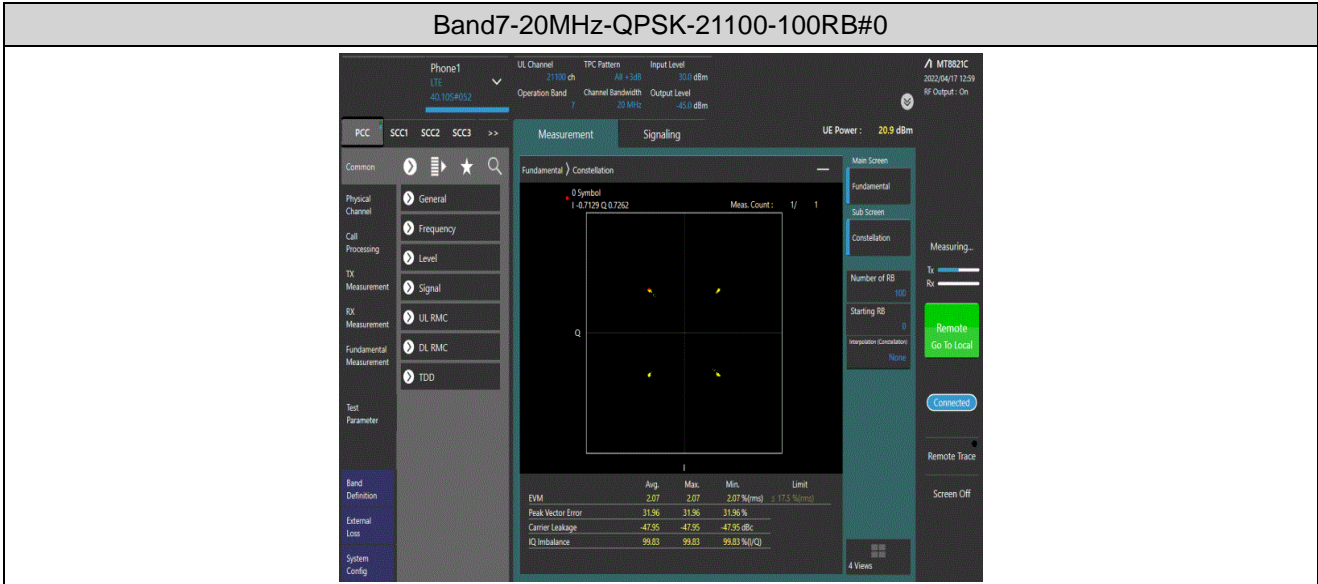 Band7-20MHz-QPSK-21100-100RB#0
Phone1
LTE
40.10S#052
UL Channel TPC Pattern Input Level
21100 ch All +3dB 30.0 dBm
Operation Band Channel Bandwidth Output Level
7 20 MHz -45.0 dBm
MT8821C
2022/04/17 12:59
RF Output : On
PCC SCC1 SCC2 SCC3 >>
Measurement Signaling UE Power : 20.9 dBm
Common
Physical
Channel
Call
Processing
TX
Measurement
RX
Measurement
Fundamental
Measurement
Test
Parameter
Band
Definition
External
Loss
System
Config
General
Frequency
Level
Signal
UL RMC
DL RMC
TDD
Fundamental Constellation
0 Symbol
I -0.7129 Q 0.7262 Meas. Count : 1/ 1
Q
I
Avg. Max. Min. Limit
EVM 2.07 2.07 2.07 %(rms) ≤ 17.5 %(rms)
Peak Vector Error 31.96 31.96 31.96 %
Carrier Leakage -47.95 -47.95 -47.95 dBc
IQ Imbalance 99.83 99.83 99.83 %(I/Q)
Main Screen
Fundamental
Sub Screen
Constellation
Number of RB
100
Starting RB
0
Interpolation (Constellation)
None
4 Views
Measuring...
Tx
Rx
Remote
Go To Local
Connected
Remote Trace
Screen Off